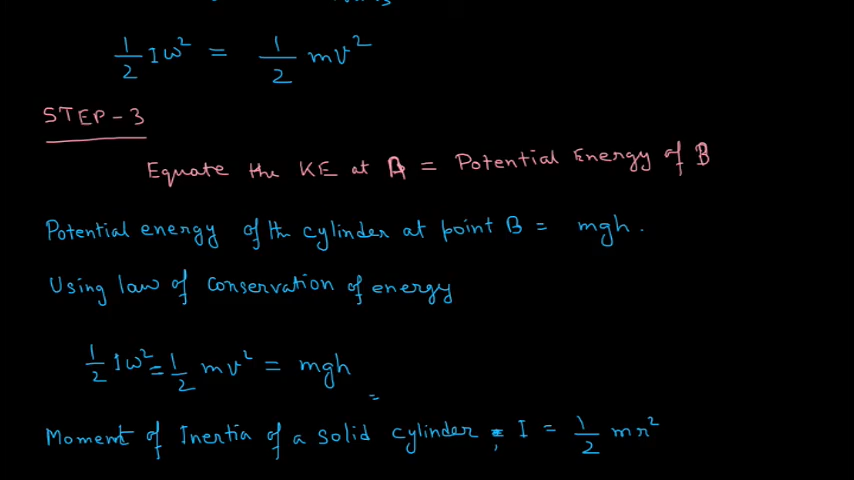 1/2 Iω² = 1/2 mv²
STEP-3
Equate the KE at A = Potential Energy of B
Potential energy of the cylinder at point B = mgh.
Using law of conservation of energy
1/2 Iω² = 1/2 mv² = mgh
=
Moment of Inertia of a solid cylinder, I = 1/2 mr²